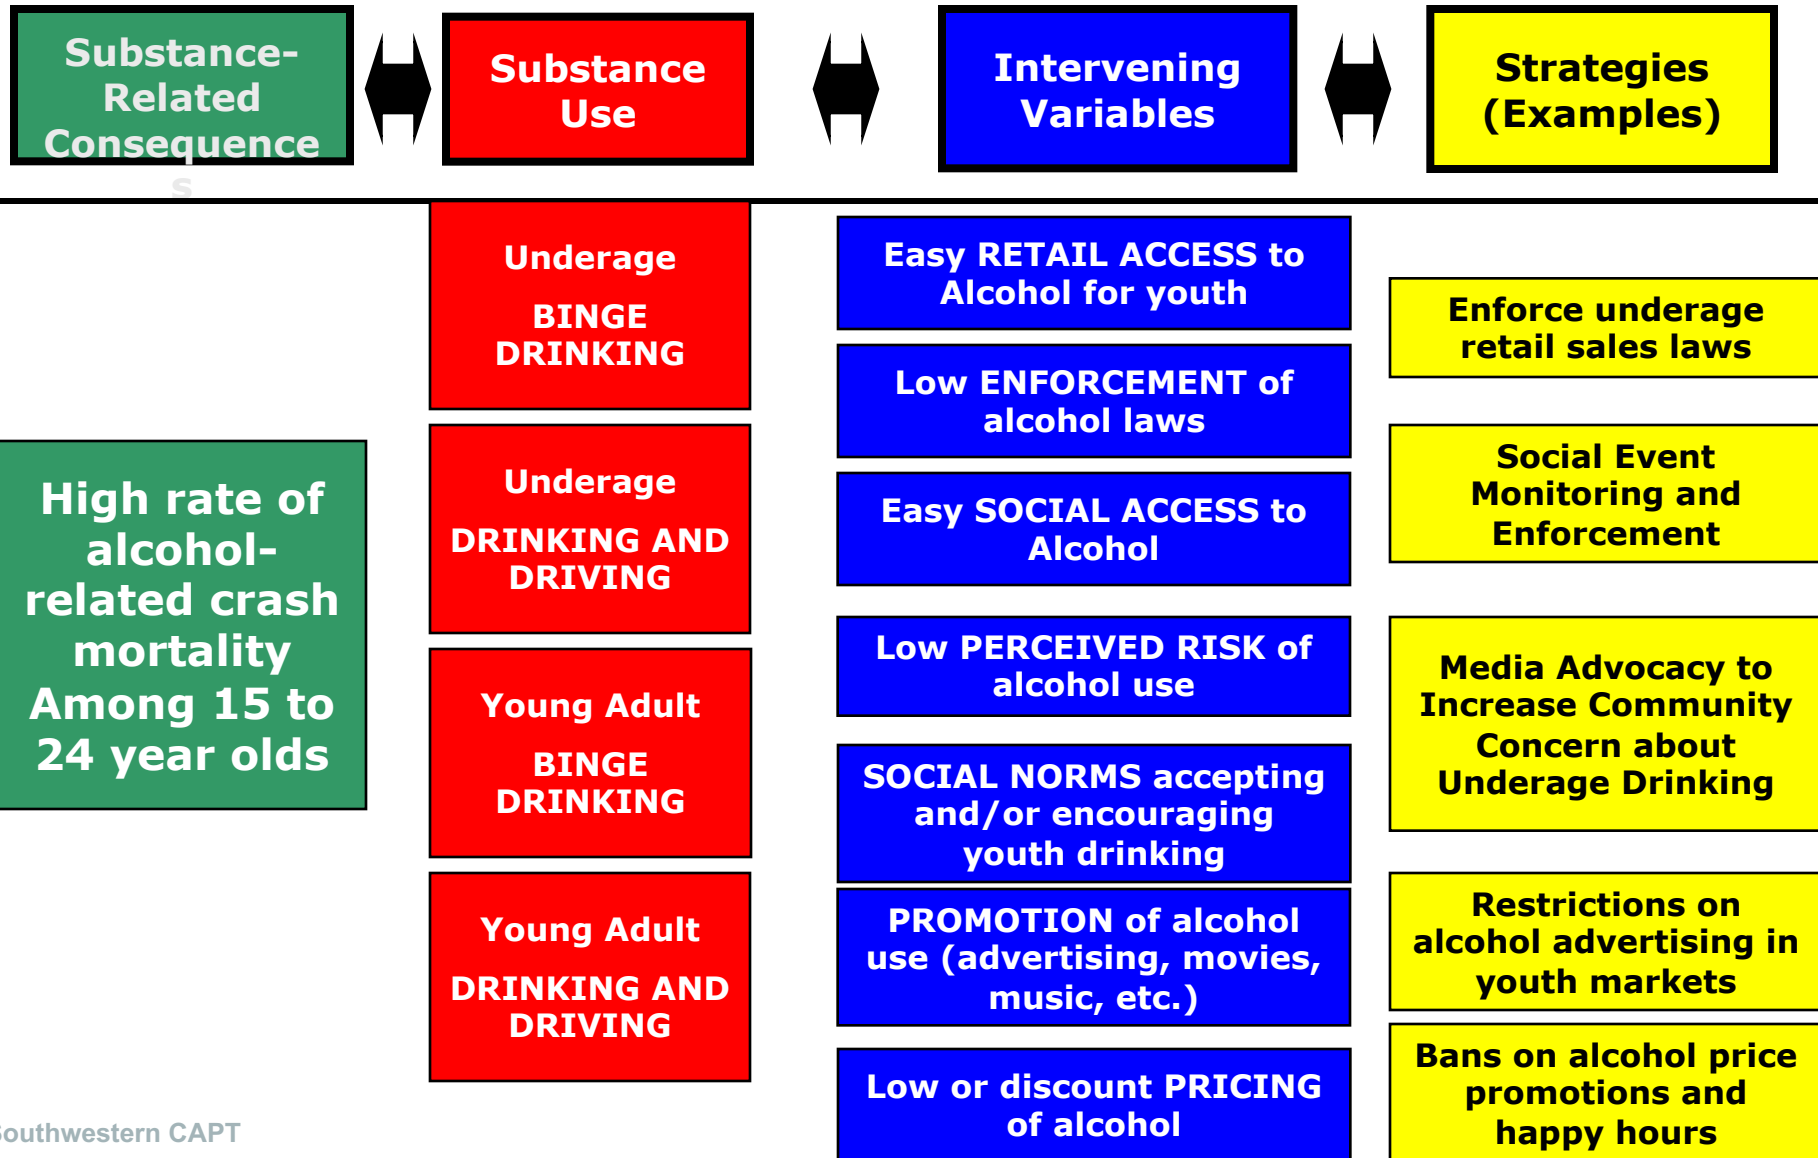 Substance-
Related
Consequence
s
Substance
Use
Intervening
Variables
Strategies
(Examples)
High rate of
alcohol-
related crash
mortality
Among 15 to
24 year olds
Underage
BINGE
DRINKING
Underage
DRINKING AND
DRIVING
Young Adult
BINGE
DRINKING
Young Adult
DRINKING AND
DRIVING
Easy RETAIL ACCESS to
Alcohol for youth
Low ENFORCEMENT of
alcohol laws
Easy SOCIAL ACCESS to
Alcohol
Low PERCEIVED RISK of
alcohol use
SOCIAL NORMS accepting
and/or encouraging
youth drinking
PROMOTION of alcohol
use (advertising, movies,
music, etc.)
Low or discount PRICING
of alcohol
Enforce underage
retail sales laws
Social Event
Monitoring and
Enforcement
Media Advocacy to
Increase Community
Concern about
Underage Drinking
Restrictions on
alcohol advertising in
youth markets
Bans on alcohol price
promotions and
happy hours
Southwestern CAPT